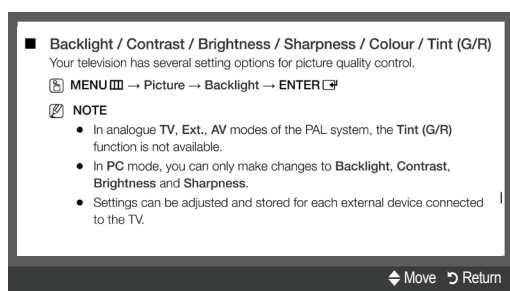 ■ Backlight / Contrast / Brightness / Sharpness / Colour / Tint (G/R)
Your television has several setting options for picture quality control.
MENU → Picture → Backlight → ENTER
NOTE
● In analogue TV, Ext., AV modes of the PAL system, the Tint (G/R)
function is not available.
● In PC mode, you can only make changes to Backlight, Contrast,
Brightness and Sharpness.
● Settings can be adjusted and stored for each external device connected
to the TV.
Move Return